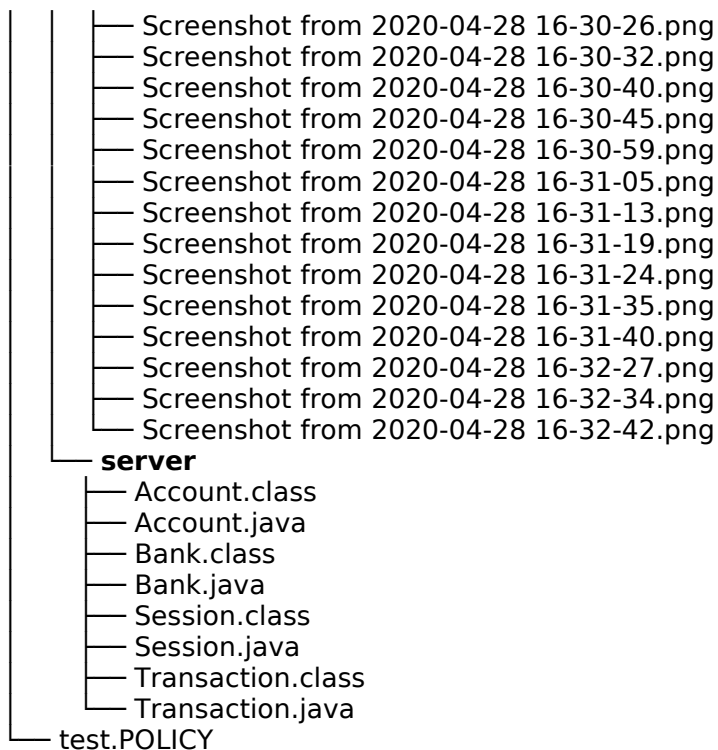 │   │   ├── Screenshot from 2020-04-28 16-30-26.png
│   │   ├── Screenshot from 2020-04-28 16-30-32.png
│   │   ├── Screenshot from 2020-04-28 16-30-40.png
│   │   ├── Screenshot from 2020-04-28 16-30-45.png
│   │   ├── Screenshot from 2020-04-28 16-30-59.png
│   │   ├── Screenshot from 2020-04-28 16-31-05.png
│   │   ├── Screenshot from 2020-04-28 16-31-13.png
│   │   ├── Screenshot from 2020-04-28 16-31-19.png
│   │   ├── Screenshot from 2020-04-28 16-31-24.png
│   │   ├── Screenshot from 2020-04-28 16-31-35.png
│   │   ├── Screenshot from 2020-04-28 16-31-40.png
│   │   ├── Screenshot from 2020-04-28 16-32-27.png
│   │   ├── Screenshot from 2020-04-28 16-32-34.png
│   │   └── Screenshot from 2020-04-28 16-32-42.png
│   └── server
│       ├── Account.class
│       ├── Account.java
│       ├── Bank.class
│       ├── Bank.java
│       ├── Session.class
│       ├── Session.java
│       ├── Transaction.class
│       └── Transaction.java
└── test.POLICY